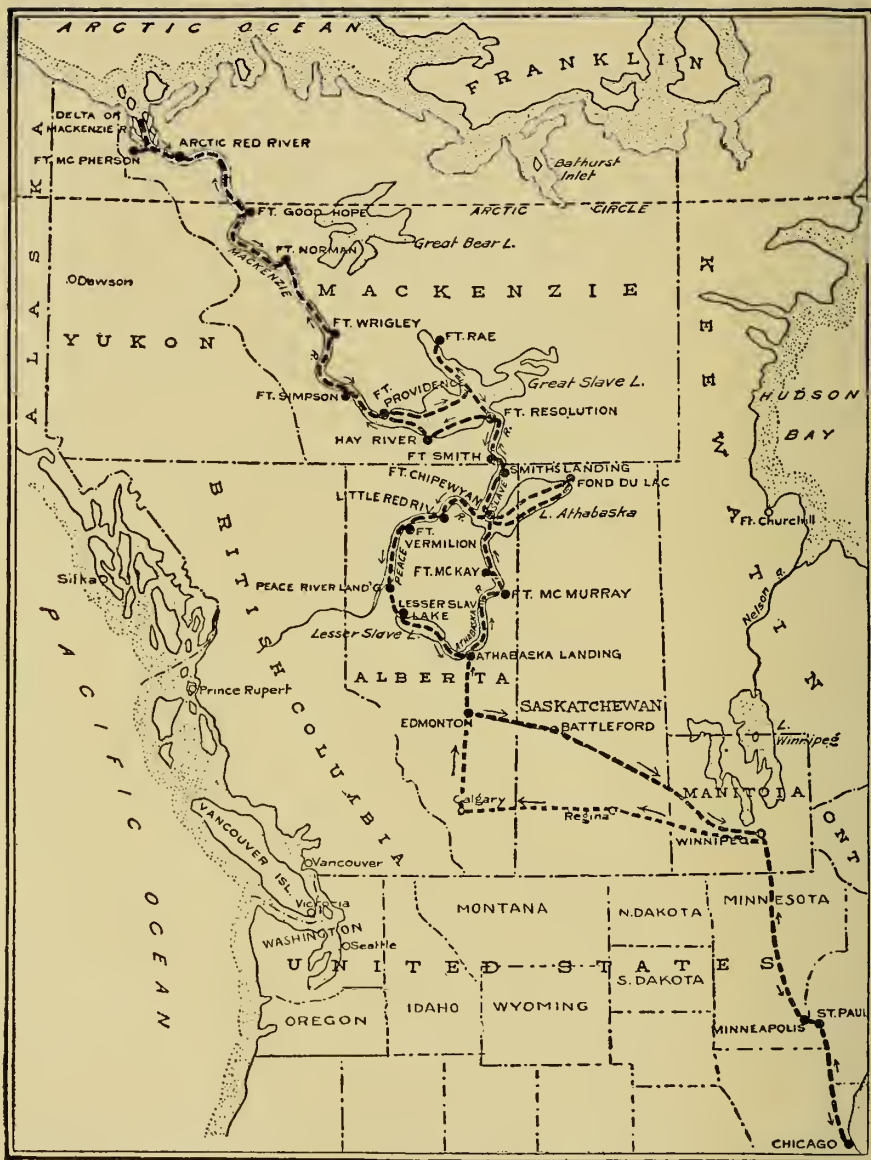 ARCTIC OCEAN
FRANKLIN
DELTA OF
MACKENZIE R.
ARCTIC RED RIVER
FT. MC PHERSON
Bathurst
Inlet
ALASKA
FT. GOOD HOPE
ARCTIC CIRCLE
Great Bear L.
FT. NORMAN
MACKENZIE
R.
Dawson
MACKENZIE
KEEWATIN
YUKON
FT. WRIGLEY
FT. RAE
FT. PROVIDENCE
Great Slave L.
HUDSON
BAY
FT. SIMPSON
FT. RESOLUTION
HAY RIVER
R.
FT SMITH
SMITHS LANDING
SLAVE
FT. CHIPEWYAN
FOND DU LAC
LITTLE RED RIV.
R.
L. Athabaska
BRITISH COLUMBIA
FT.
VERMILION
Ft. Churchill
PEACE
FT. MC KAY
Sitka
PEACE RIVER LAND'G
R.
FT. MC MURRAY
Nelson R.
LESSER SLAV
LAKE
ATHABASKA
Lesser Slave L.
ATHABASKA LANDING
ALBERTA
Prince Rupert
SASKATCHEWAN
EDMONTON
BATTLEFORD
L.
Winnipeg
PACIFIC OCEAN
MANITOIA
Calgary
Regina
ONT
VANCOUVER ISL.
WINNIPEG
Vancouver
Victoria
MONTANA
N. DAKOTA
MINNESOTA
WASHINGTON
Seattle
UNITED STATES
S. DAKOTA
OREGON
IDAHO
WYOMING
MINNEAPOLIS
ST. PAUL
CHICAGO